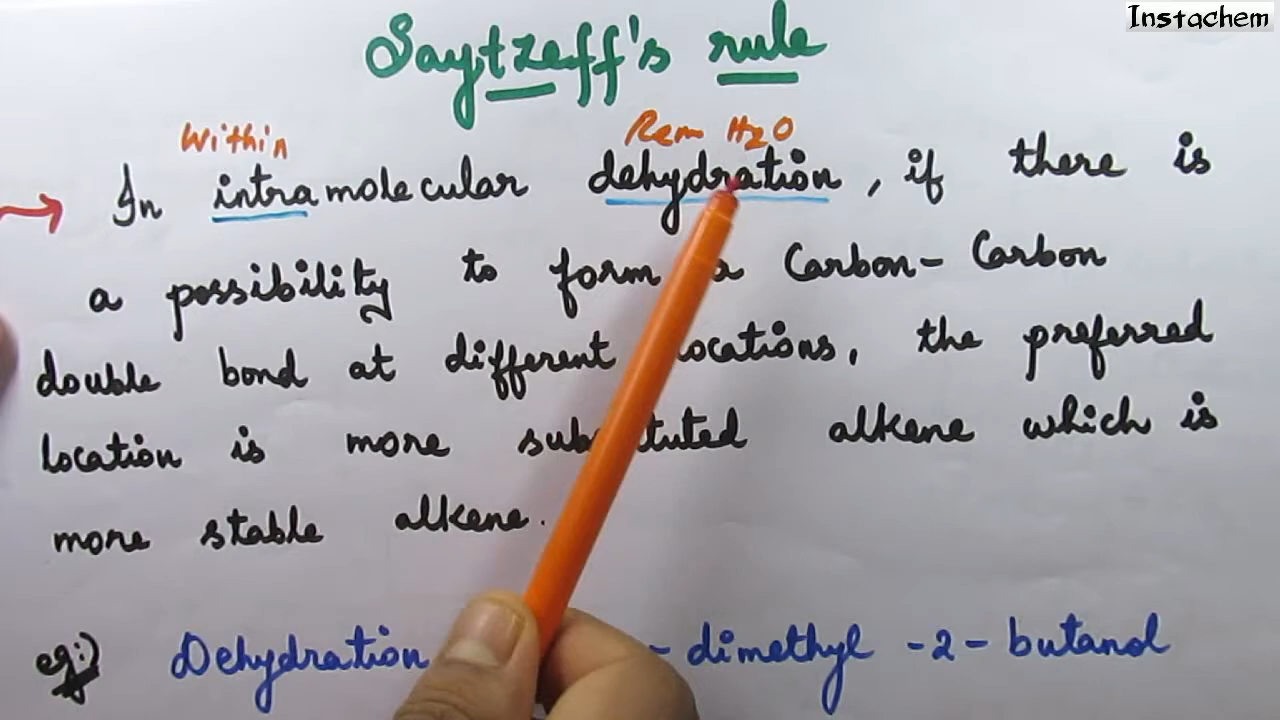 Instachem
Saytzeff's rule
Within Rem H2O
In intramolecular dehydration, if there is
a possibility to form a Carbon-Carbon
double bond at different locations, the preferred
location is more substituted alkene which is
more stable alkene.
eg:) Dehydration - dimethyl -2- butanol